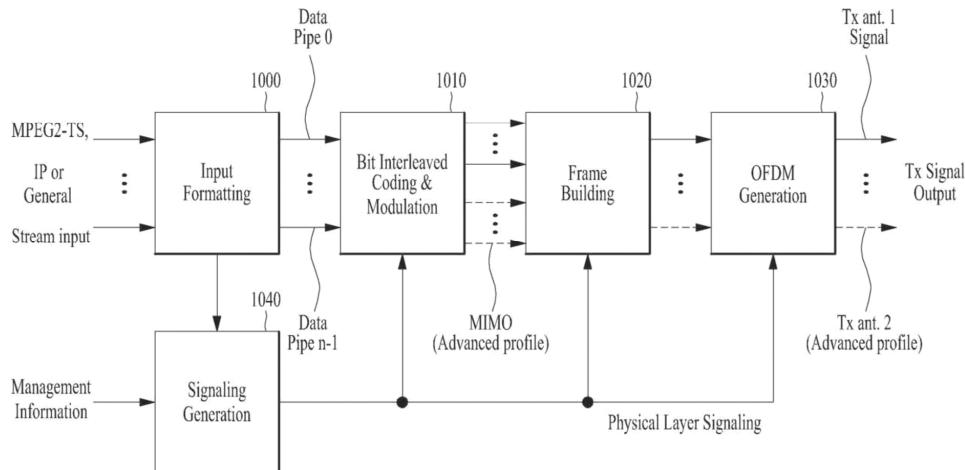 Data
Pipe 0
Tx ant. 1
Signal
1000
1010
1020
1030
MPEG2-TS,
IP or
General
Stream input
Input
Formatting
Bit Interleaved
Coding &
Modulation
Frame
Building
OFDM
Generation
Tx Signal
Output
1040
Data
Pipe n-1
MIMO
(Advanced profile)
Tx ant. 2
(Advanced profile)
Management
Information
Signaling
Generation
Physical Layer Signaling